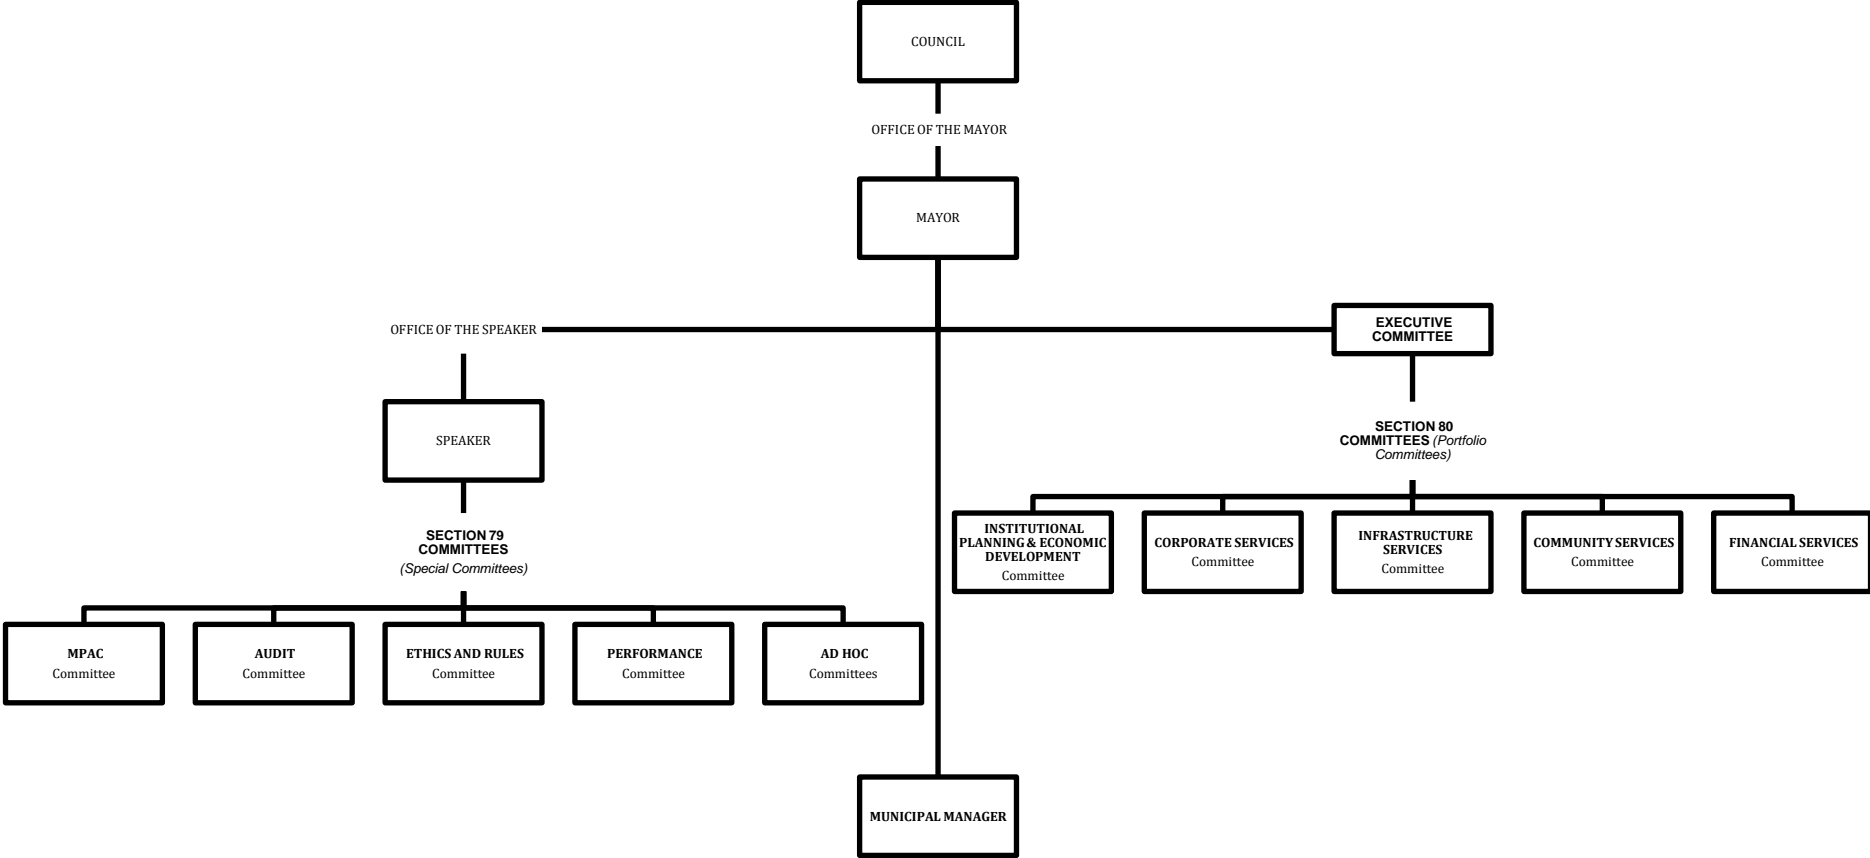 COUNCIL
OFFICE OF THE MAYOR
MAYOR
OFFICE OF THE SPEAKER
EXECUTIVE
COMMITTEE
SPEAKER
SECTION 80
COMMITTEES (Portfolio
Committees)
SECTION 79
COMMITTEES
(Special Committees)
INSTITUTIONAL
PLANNING & ECONOMIC
DEVELOPMENT
Committee
CORPORATE SERVICES
Committee
INFRASTRUCTURE
SERVICES
Committee
COMMUNITY SERVICES
Committee
FINANCIAL SERVICES
Committee
MPAC
Committee
AUDIT
Committee
ETHICS AND RULES
Committee
PERFORMANCE
Committee
AD HOC
Committees
MUNICIPAL MANAGER